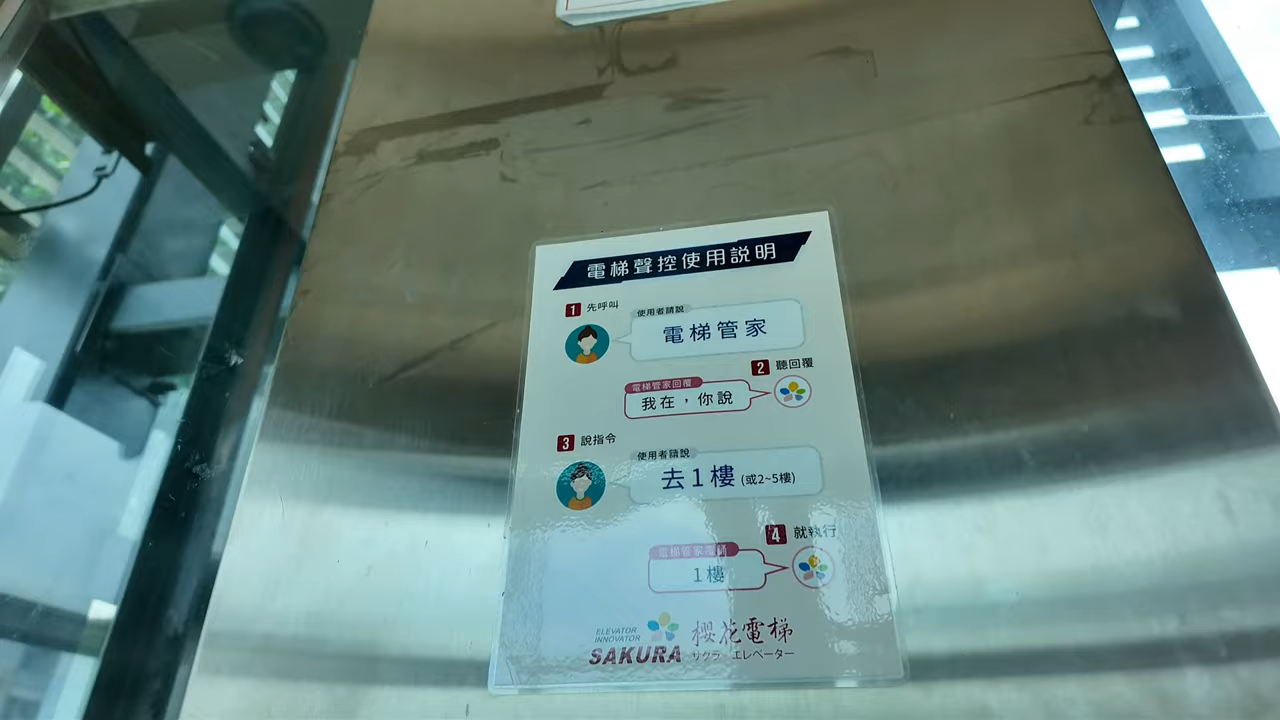 電梯聲控使用說明
1 先呼叫
使用者請說
電梯管家
2 聽回覆
電梯管家回覆
我在，你說
3 說指令
使用者請說
去1樓 (或2~5樓)
4 就執行
電梯管家覆誦
1樓
ELEVATOR
INNOVATOR
SAKURA
櫻花電梯
サクラ エレベーター